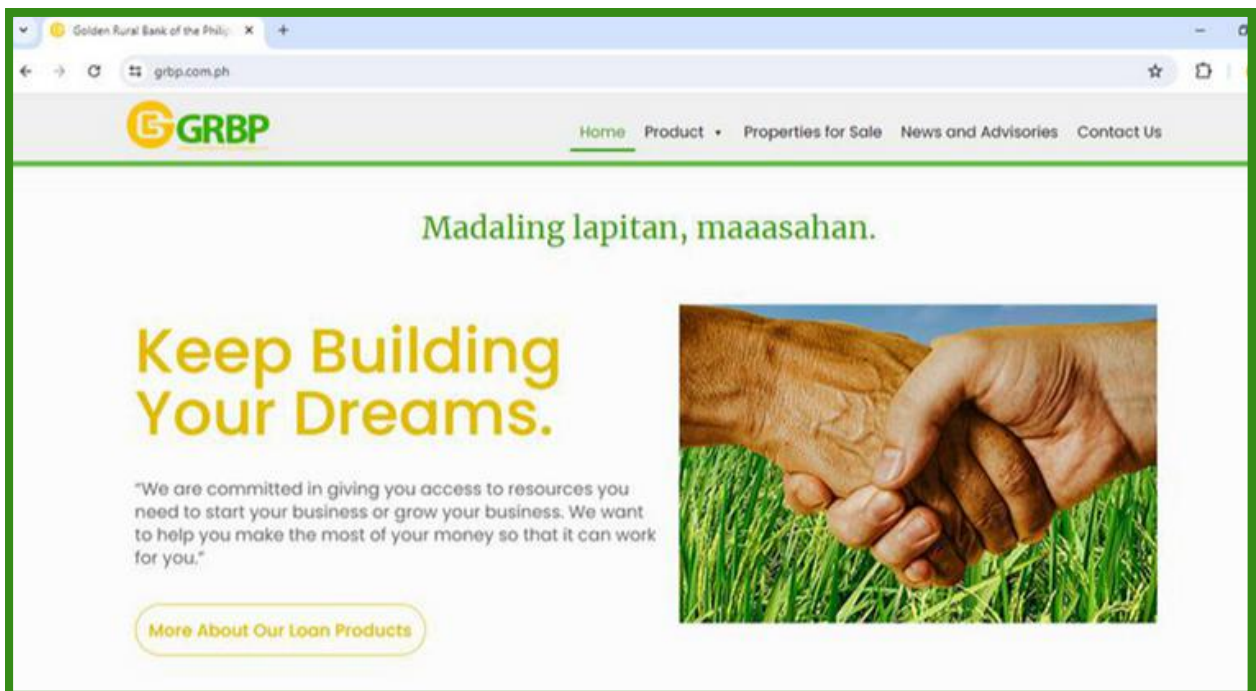 Golden Rural Bank of the Philip
grbp.com.ph
GRBP
Home Product Properties for Sale News and Advisories Contact Us
Madaling lapitan, maaasahan.
Keep Building
Your Dreams.
"We are committed in giving you access to resources you
need to start your business or grow your business. We want
to help you make the most of your money so that it can work
for you."
More About Our Loan Products